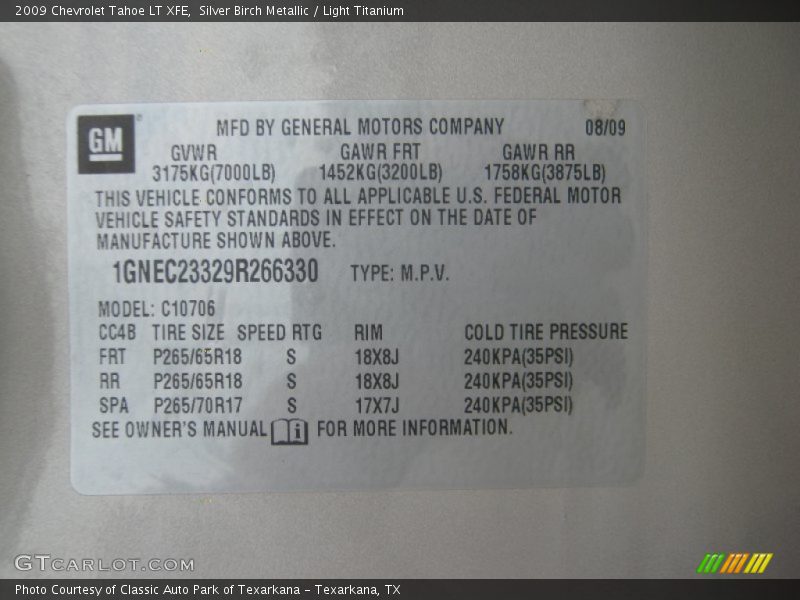 2009 Chevrolet Tahoe LT XFE, Silver Birch Metallic / Light Titanium
GM
MFD BY GENERAL MOTORS COMPANY 08/09
GVWR GAWR FRT GAWR RR
3175KG(7000LB) 1452KG(3200LB) 1758KG(3875LB)
THIS VEHICLE CONFORMS TO ALL APPLICABLE U.S. FEDERAL MOTOR
VEHICLE SAFETY STANDARDS IN EFFECT ON THE DATE OF
MANUFACTURE SHOWN ABOVE.
1GNEC23329R266330 TYPE: M.P.V.
MODEL: C10706
CC4B TIRE SIZE SPEED RTG RIM COLD TIRE PRESSURE
FRT P265/65R18 S 18X8J 240KPA(35PSI)
RR P265/65R18 S 18X8J 240KPA(35PSI)
SPA P265/70R17 S 17X7J 240KPA(35PSI)
SEE OWNER'S MANUAL i FOR MORE INFORMATION.
GTCARLOT.COM
Photo Courtesy of Classic Auto Park of Texarkana - Texarkana, TX